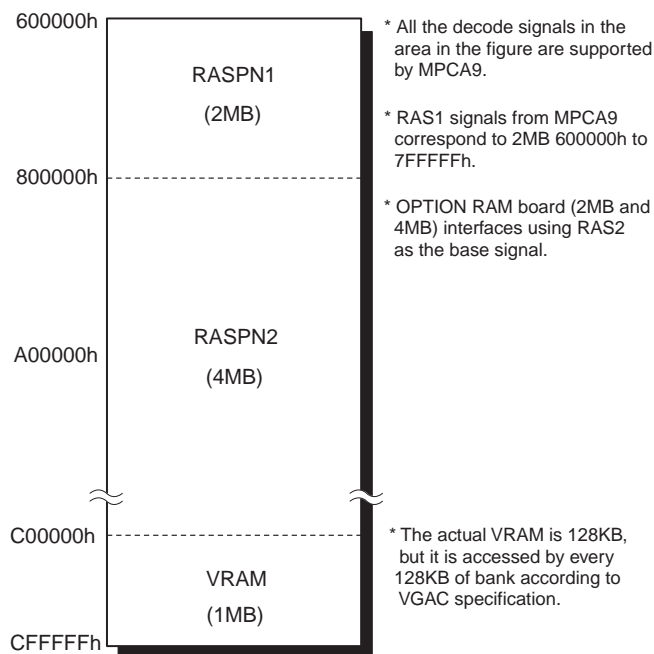 600000h
RASPN1
(2MB)
800000h
RASPN2
(4MB)
A00000h
C00000h
VRAM
(1MB)
CFFFFFh
* All the decode signals in the
area in the figure are supported
by MPCA9.
* RAS1 signals from MPCA9
correspond to 2MB 600000h to
7FFFFFh.
* OPTION RAM board (2MB and
4MB) interfaces using RAS2
as the base signal.
* The actual VRAM is 128KB,
but it is accessed by every
128KB of bank according to
VGAC specification.